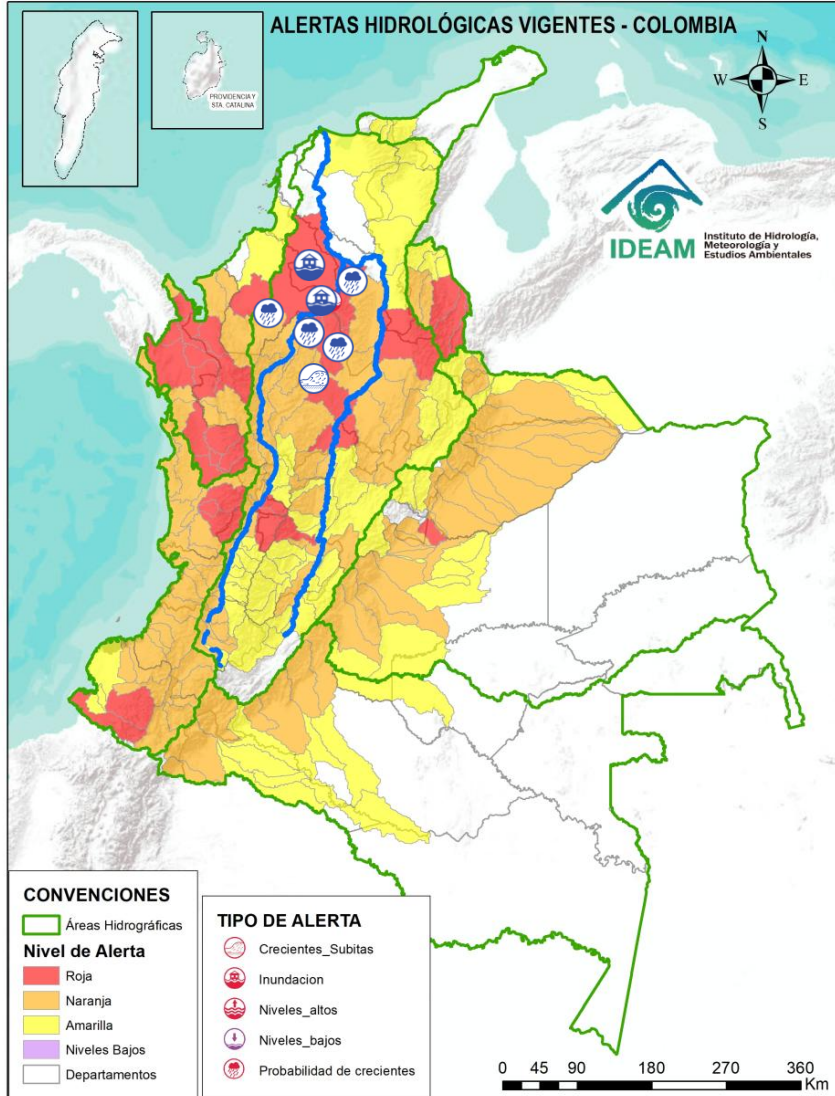 ALERTAS HIDROLÓGICAS VIGENTES - COLOMBIA
PROVIDENCIA Y
STA. CATALINA
N
W
E
S
IDEAM
Instituto de Hidrología,
Meteorología y
Estudios Ambientales
CONVENCIONES
Áreas Hidrográficas
Nivel de Alerta
Roja
Naranja
Amarilla
Niveles Bajos
Departamentos
TIPO DE ALERTA
Crecientes_Subitas
Inundacion
Niveles_altos
Niveles_bajos
Probabilidad de crecientes
0 45 90 180 270 360
Km